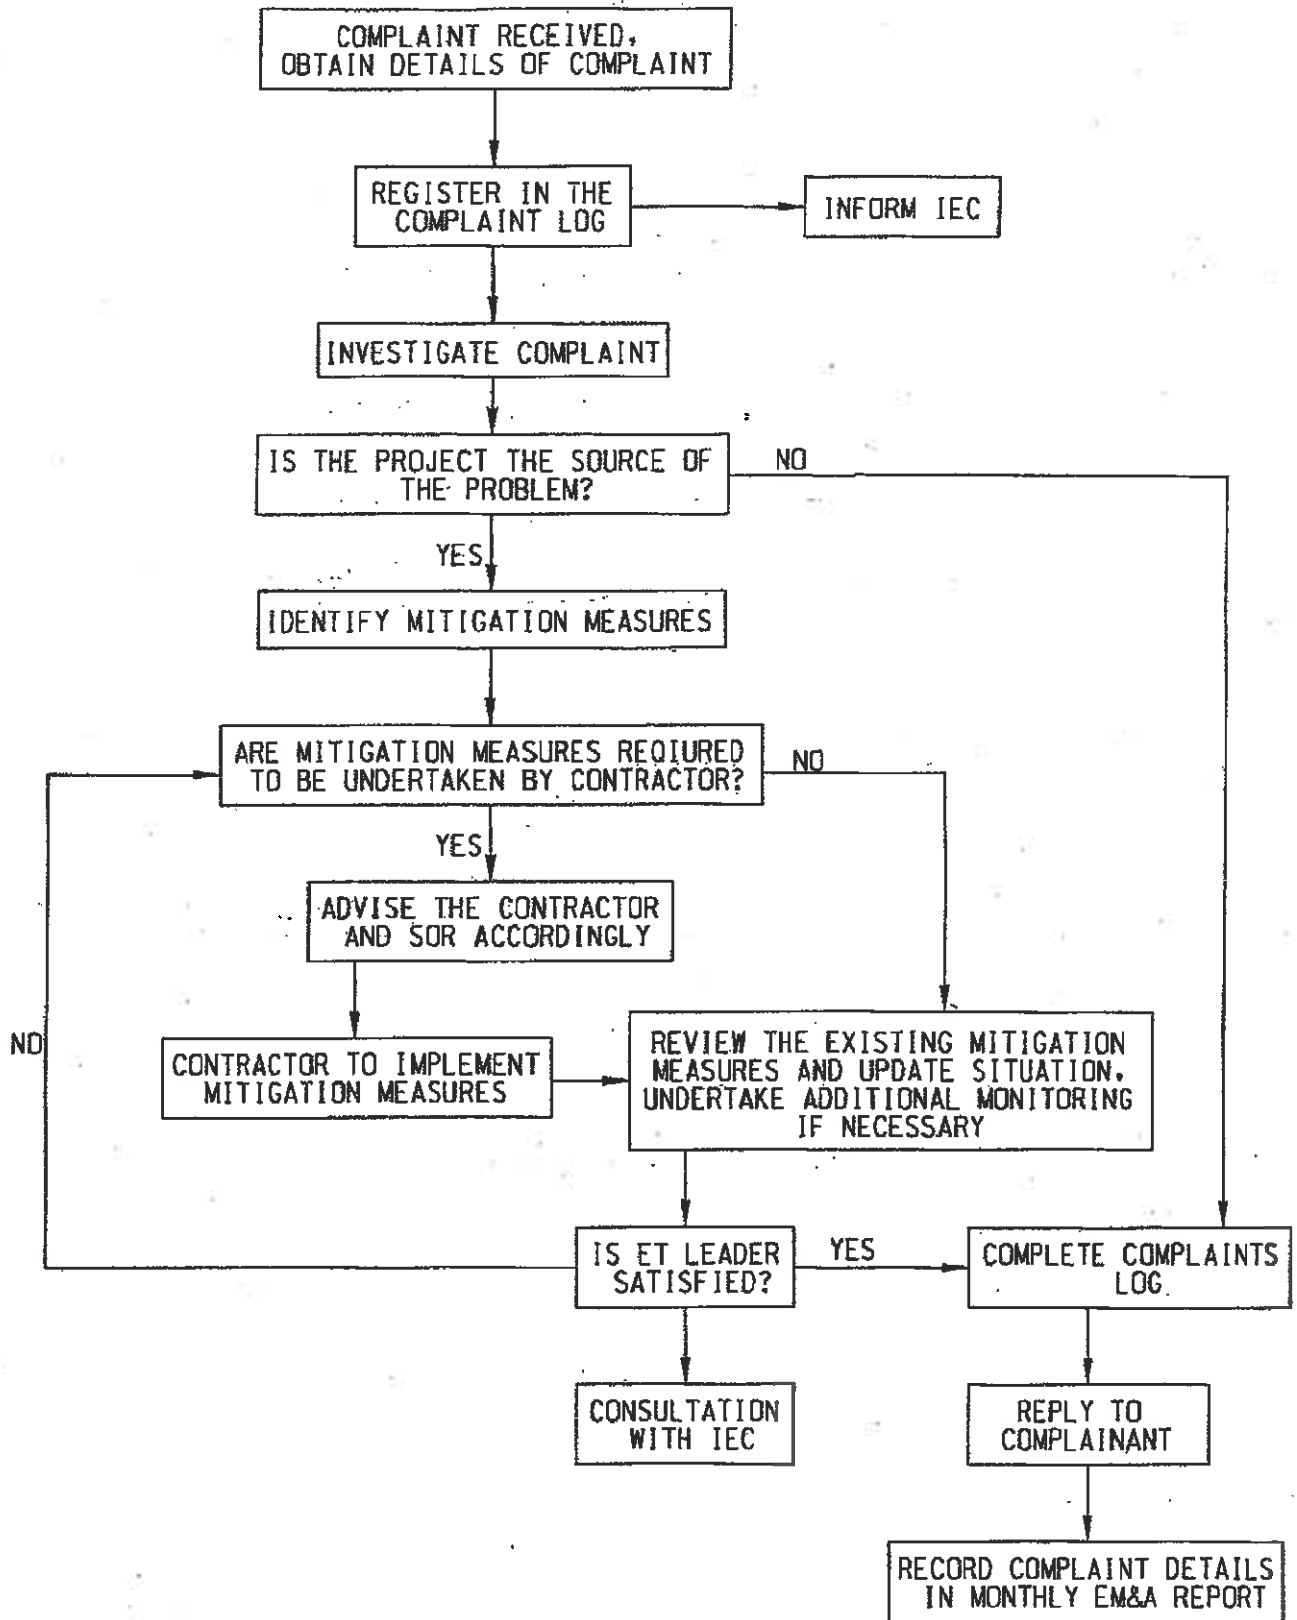 COMPLAINT RECEIVED,
OBTAIN DETAILS OF COMPLAINT
REGISTER IN THE
COMPLAINT LOG
INFORM IEC
INVESTIGATE COMPLAINT
IS THE PROJECT THE SOURCE OF
THE PROBLEM?
NO
YES
IDENTIFY MITIGATION MEASURES
ARE MITIGATION MEASURES REQIURED
TO BE UNDERTAKEN BY CONTRACTOR?
NO
YES
ADVISE THE CONTRACTOR
AND SOR ACCORDINGLY
NO
CONTRACTOR TO IMPLEMENT
MITIGATION MEASURES
REVIEW THE EXISTING MITIGATION
MEASURES AND UPDATE SITUATION.
UNDERTAKE ADDITIONAL MONITORING
IF NECESSARY
IS ET LEADER
SATISFIED?
YES
COMPLETE COMPLAINTS
LOG
CONSULTATION
WITH IEC
REPLY TO
COMPLAINANT
RECORD COMPLAINT DETAILS
IN MONTHLY EM&A REPORT